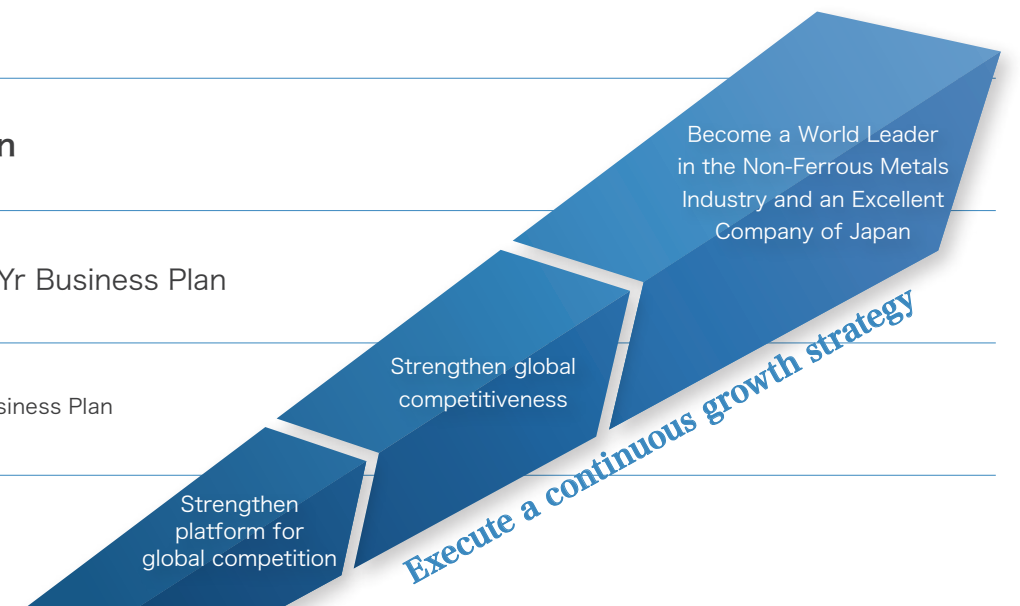 n
Become a World Leader
in the Non-Ferrous Metals
Industry and an Excellent
Company of Japan
Yr Business Plan
Strengthen global
competitiveness
siness Plan
Strengthen
platform for
global competition
Execute a continuous growth strategy